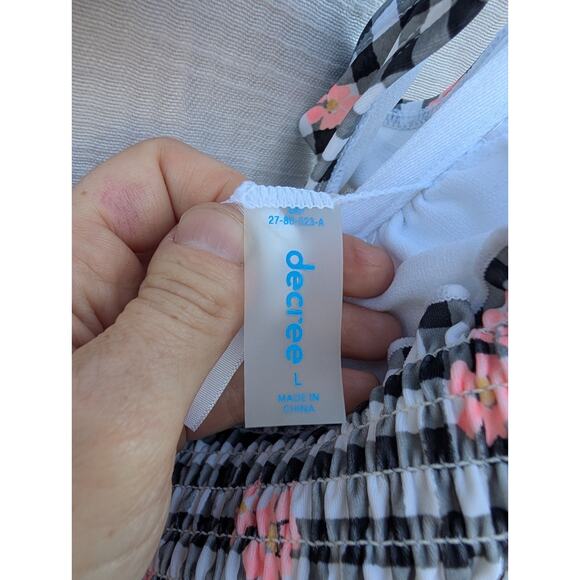 27-86-523-A
decree
L
MADE IN
CHINA